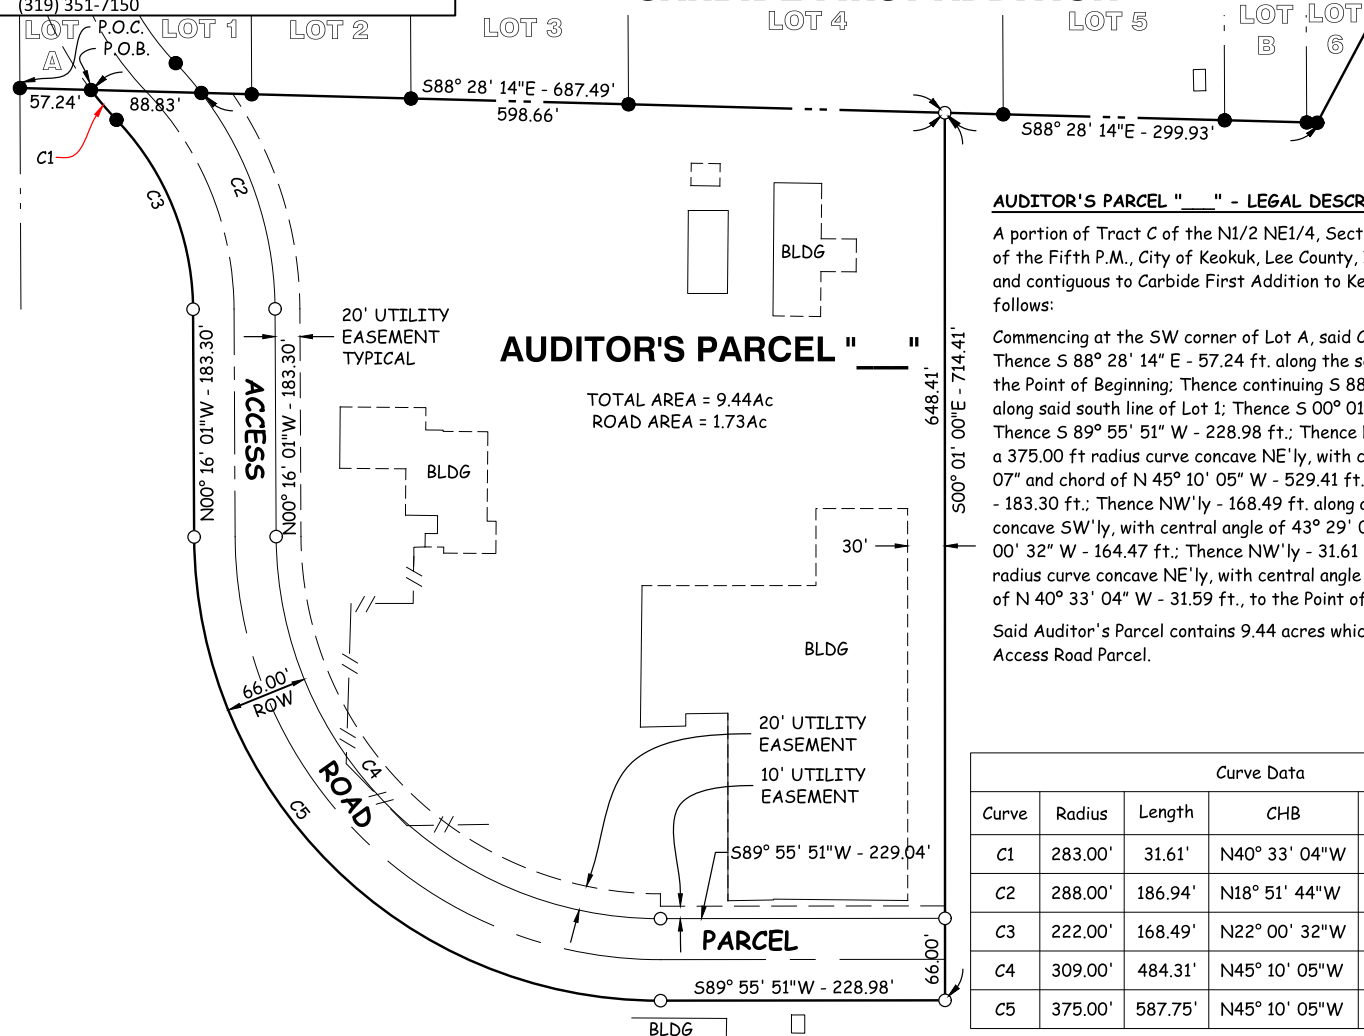 (319) 351-7150
LOT A
LOT 1
LOT 2
LOT 3
LOT 4
LOT 5
LOT B
LOT 6
P.O.C.
P.O.B.
57.24'
88.83'
S88° 28' 14"E - 687.49'
598.66'
S88° 28' 14"E - 299.93'
C1
C2
C3
BLDG
20' UTILITY
EASEMENT
TYPICAL
AUDITOR'S PARCEL "___"
TOTAL AREA = 9.44Ac
ROAD AREA = 1.73Ac
N00° 16' 01"W - 183.30'
ACCESS
N00° 16' 01"W - 183.30'
BLDG
648.41'
S00° 01' 00"E - 714.41'
30'
BLDG
66.00'
ROW
C4
C5
ROAD
20' UTILITY
EASEMENT
10' UTILITY
EASEMENT
S89° 55' 51"W - 229.04'
PARCEL
66.00'
S89° 55' 51"W - 228.98'
BLDG
AUDITOR'S PARCEL "___" - LEGAL DESCR
A portion of Tract C of the N1/2 NE1/4, Sect
of the Fifth P.M., City of Keokuk, Lee County,
and contiguous to Carbide First Addition to Ke
follows:
Commencing at the SW corner of Lot A, said C
Thence S 88° 28' 14" E - 57.24 ft. along the s
the Point of Beginning; Thence continuing S 88
along said south line of Lot 1; Thence S 00° 01
Thence S 89° 55' 51" W - 228.98 ft.; Thence
a 375.00 ft radius curve concave NE'ly, with c
07" and chord of N 45° 10' 05" W - 529.41 ft.
- 183.30 ft.; Thence NW'ly - 168.49 ft. along a
concave SW'ly, with central angle of 43° 29' 0
00' 32" W - 164.47 ft.; Thence NW'ly - 31.61
radius curve concave NE'ly, with central angle
of N 40° 33' 04" W - 31.59 ft., to the Point of
Said Auditor's Parcel contains 9.44 acres whic
Access Road Parcel.
Curve Data
Curve Radius Length CHB
C1 283.00' 31.61' N40° 33' 04"W
C2 288.00' 186.94' N18° 51' 44"W
C3 222.00' 168.49' N22° 00' 32"W
C4 309.00' 484.31' N45° 10' 05"W
C5 375.00' 587.75' N45° 10' 05"W